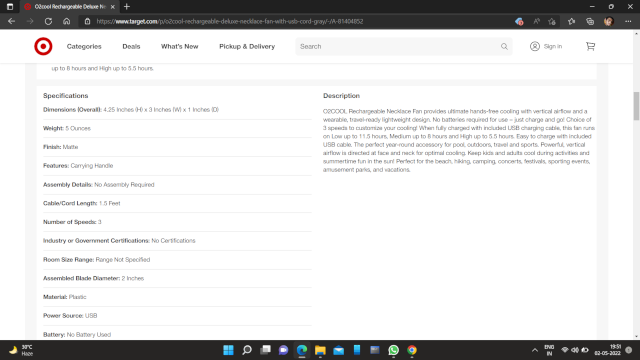 O2cool Rechargeable Deluxe Ne
https://www.target.com/p/o2cool-rechargeable-deluxe-necklace-fan-with-usb-cord-gray/-/A-81404852
Categories
Deals
What's New
Pickup & Delivery
Search
Sign in
up to 8 hours and High up to 5.5 hours.
Specifications
Dimensions (Overall): 4.25 Inches (H) x 3 Inches (W) x 1 Inches (D)
Weight: 5 Ounces
Finish: Matte
Features: Carrying Handle
Assembly Details: No Assembly Required
Cable/Cord Length: 1.5 Feet
Number of Speeds: 3
Industry or Government Certifications: No Certifications
Room Size Range: Range Not Specified
Assembled Blade Diameter: 2 Inches
Material: Plastic
Power Source: USB
Battery: No Battery Used
Description
O2COOL Rechargeable Necklace Fan provides ultimate hands-free cooling with vertical airflow and a
wearable, travel-ready lightweight design. No batteries required for use – just charge and go! Choice of
3 speeds to customize your cooling! When fully charged with included USB charging cable, this fan runs
on Low up to 11.5 hours, Medium up to 8 hours and High up to 5.5 hours. Easy to charge with included
USB cable. The perfect year-round accessory for pool, outdoors, travel and sports. Powerful, vertical
airflow is directed at face and neck for optimal cooling. Keep kids and adults cool during activities and
summertime fun in the sun! Perfect for the beach, hiking, camping, concerts, festivals, sporting events,
amusement parks, and vacations.
30°C
Haze
ENG
IN
19:51
02-05-2022